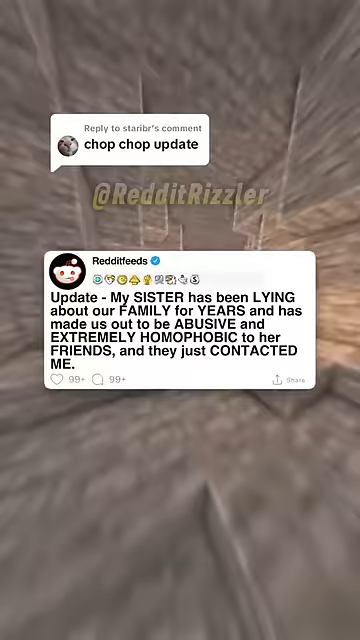 Reply to staribr's comment
chop chop update
@RedditRizzler
Redditfeeds
Update - My SISTER has been LYING
about our FAMILY for YEARS and has
made us out to be ABUSIVE and
EXTREMELY HOMOPHOBIC to her
FRIENDS, and they just CONTACTED
ME.
99+ 99+ Share